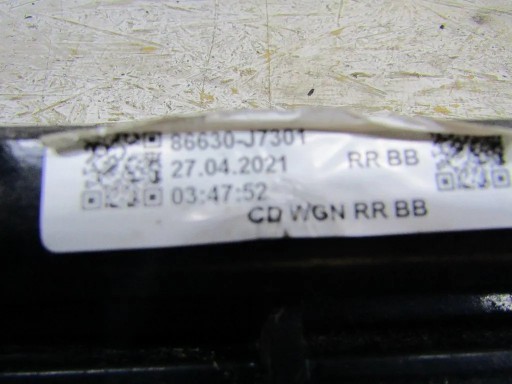 86630-J7301
27.04.2021 RR BB
03:47:52
CD WGN RR BB